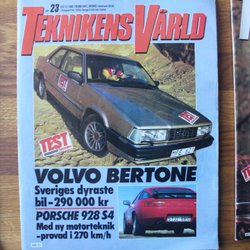 23
TEKNIKENS VÄRLD
TEST
TEST
VOLVO BERTONE
Sveriges dyraste
bil-290 000 kr
PORSCHE 928 S4
Med ny motorteknik
-provad i 270 km/h